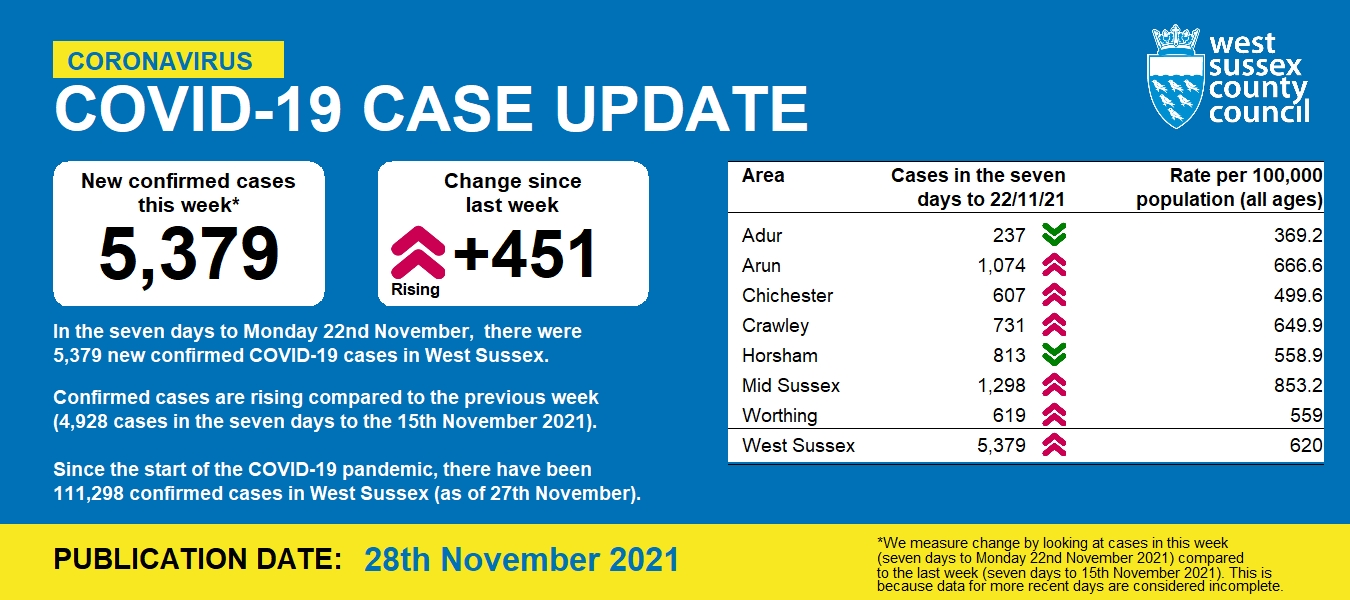 CORONAVIRUS
COVID-19 CASE UPDATE
west
sussex
county
council
New confirmed cases
this week*
5,379
Change since
last week
+451
Rising
In the seven days to Monday 22nd November, there were
5,379 new confirmed COVID-19 cases in West Sussex.
Confirmed cases are rising compared to the previous week
(4,928 cases in the seven days to the 15th November 2021).
Since the start of the COVID-19 pandemic, there have been
111,298 confirmed cases in West Sussex (as of 27th November).
Area Cases in the seven Rate per 100,000
days to 22/11/21 population (all ages)
Adur 237 369.2
Arun 1,074 666.6
Chichester 607 499.6
Crawley 731 649.9
Horsham 813 558.9
Mid Sussex 1,298 853.2
Worthing 619 559
West Sussex 5,379 620
PUBLICATION DATE: 28th November 2021
*We measure change by looking at cases in this week
(seven days to Monday 22nd November 2021) compared
to the last week (seven days to 15th November 2021). This is
because data for more recent days are considered incomplete.